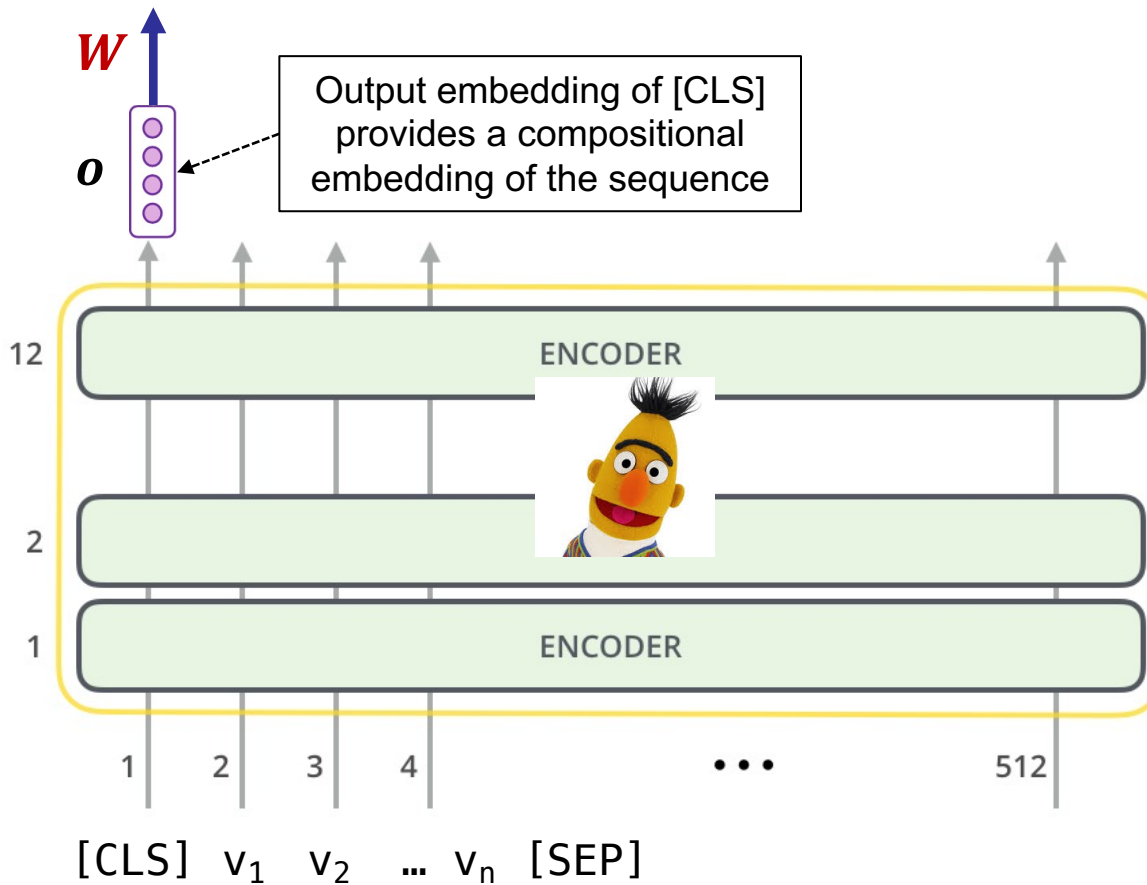 W
Output embedding of [CLS]
provides a compositional
embedding of the sequence
o
12 ENCODER
2
1 ENCODER
1 2 3 4 ••• 512
[CLS] v₁ v₂ … vₙ [SEP]